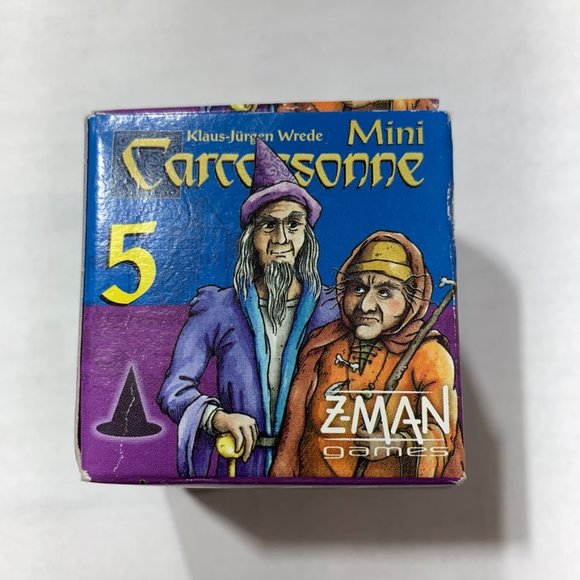 Klaus-Jürgen Wrede Mini
Carcassonne
5
Z-MAN
games